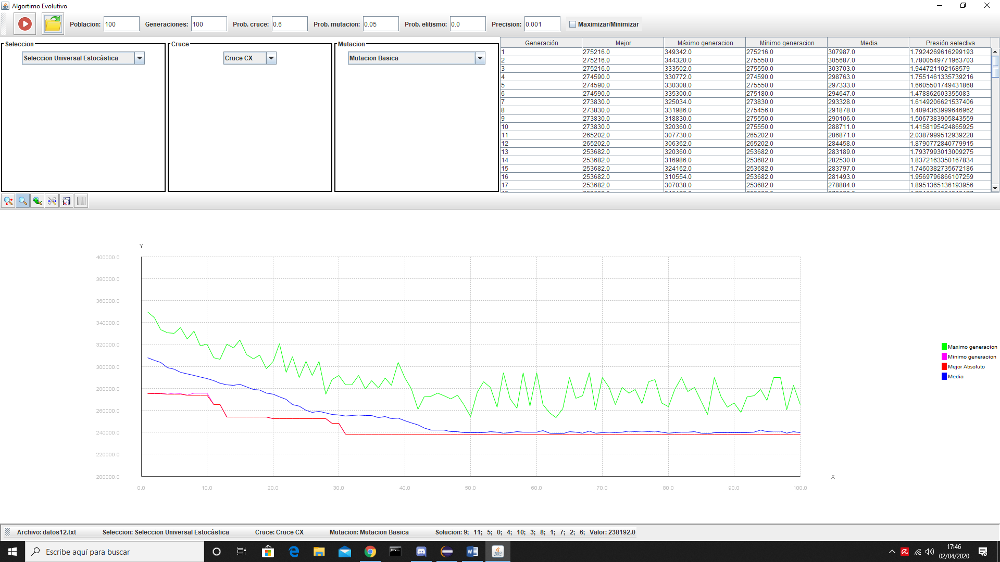 Algortimo Evolutivo
Poblacion: 100 Generaciones: 100 Prob. cruce: 0.6 Prob. mutacion: 0.05 Prob. elitismo: 0.0 Precision: 0.001 Maximizar/Minimizar
Seleccion
Seleccion Universal Estocástica
Cruce
Cruce CX
Mutacion
Mutacion Basica
Generación Mejor Máximo generacion Mínimo generacion Media Presión selectiva
1 275216.0 349342.0 275216.0 307987.0 1.7924269616299193
2 275216.0 344320.0 275550.0 305687.0 1.7800549771963703
3 275216.0 333502.0 275550.0 303703.0 1.944721102168579
4 274590.0 330772.0 274590.0 298763.0 1.7551461335739216
5 274590.0 330308.0 275550.0 297333.0 1.6605501749431868
6 274590.0 335300.0 275180.0 294647.0 1.478862603355083
7 273830.0 325034.0 273830.0 293328.0 1.6149206621537406
8 273830.0 331986.0 275456.0 291878.0 1.4094363999646962
9 273830.0 318830.0 275550.0 290106.0 1.5067383905843559
10 273830.0 320360.0 275550.0 288711.0 1.4158195424865925
11 265202.0 307730.0 265202.0 286871.0 2.0387999512939228
12 265202.0 306362.0 265202.0 284458.0 1.8790772840779915
13 253682.0 320360.0 253682.0 283189.0 1.7937993013009275
14 253682.0 316986.0 253682.0 282530.0 1.8372163350167834
15 253682.0 324162.0 253682.0 283797.0 1.7460382735672186
16 253682.0 310554.0 253682.0 281493.0 1.9569796866107259
17 253682.0 307038.0 253682.0 278884.0 1.8951365136193956
Y
400000.0
380000.0
360000.0
340000.0
320000.0
300000.0
280000.0
260000.0
240000.0
220000.0
200000.0
0.0 10.0 20.0 30.0 40.0 50.0 60.0 70.0 80.0 90.0 100.0
X
Maximo generacion
Minimo generacion
Mejor Absoluto
Media
Archivo: datos12.txt Seleccion: Seleccion Universal Estocástica Cruce: Cruce CX Mutacion: Mutacion Basica Solucion: 9; 11; 5; 0; 4; 10; 3; 8; 1; 7; 2; 6; Valor: 238192.0
Escribe aquí para buscar
17:46
02/04/2020